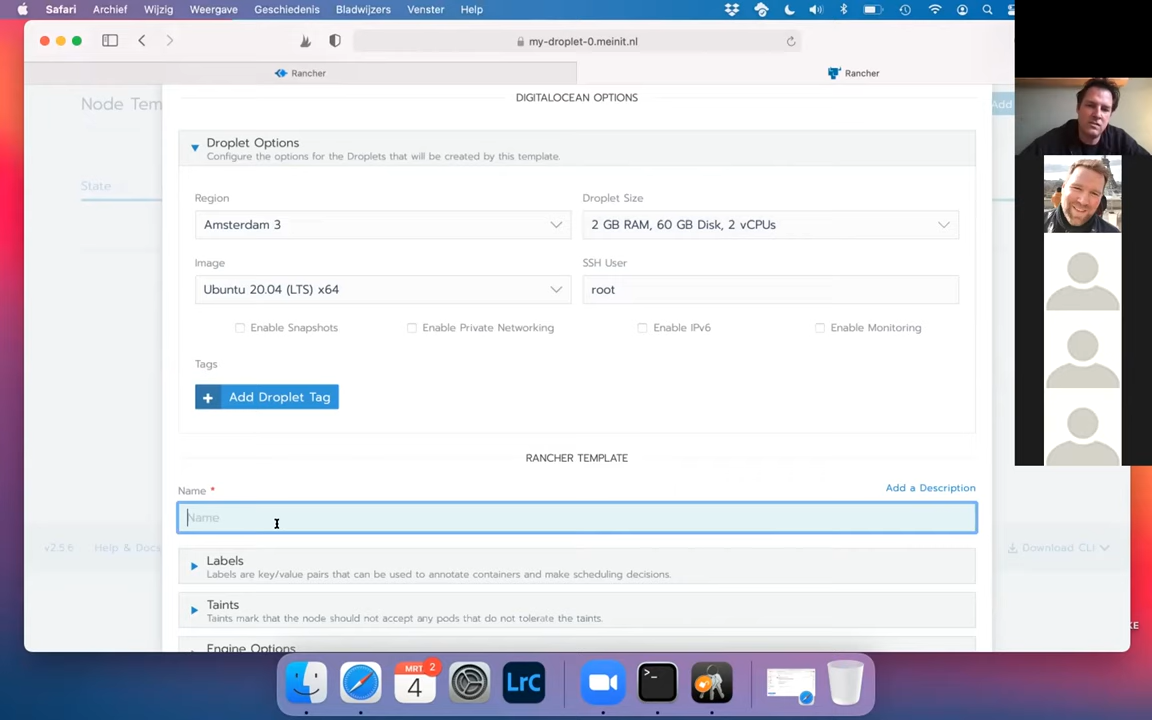 Safari Archief Wijzig Weergave Geschiedenis Bladwijzers Venster Help
my-droplet-0.meinit.nl
Rancher Rancher
Node Tem
Add
State
DIGITALOCEAN OPTIONS
Droplet Options
Configure the options for the Droplets that will be created by this template.
Region Droplet Size
Amsterdam 3 2 GB RAM, 60 GB Disk, 2 vCPUs
Image SSH User
Ubuntu 20.04 (LTS) x64 root
Enable Snapshots Enable Private Networking Enable IPv6 Enable Monitoring
Tags
+ Add Droplet Tag
RANCHER TEMPLATE
Name * Add a Description
Name
v2.5.6 Help & Docs Download CLI
Labels
Labels are key/value pairs that can be used to annotate containers and make scheduling decisions.
Taints
Taints mark that the node should not accept any pods that do not tolerate the taints.
Engine Options
MRT 2
4
LrC
>_